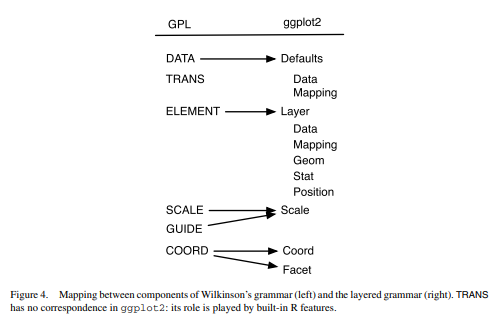 GPL ggplot2
DATA Defaults
TRANS Data
Mapping
ELEMENT Layer
Data
Mapping
Geom
Stat
Position
SCALE Scale
GUIDE
COORD Coord
Facet
Figure 4. Mapping between components of Wilkinson's grammar (left) and the layered grammar (right). TRANS
has no correspondence in ggplot2: its role is played by built-in R features.